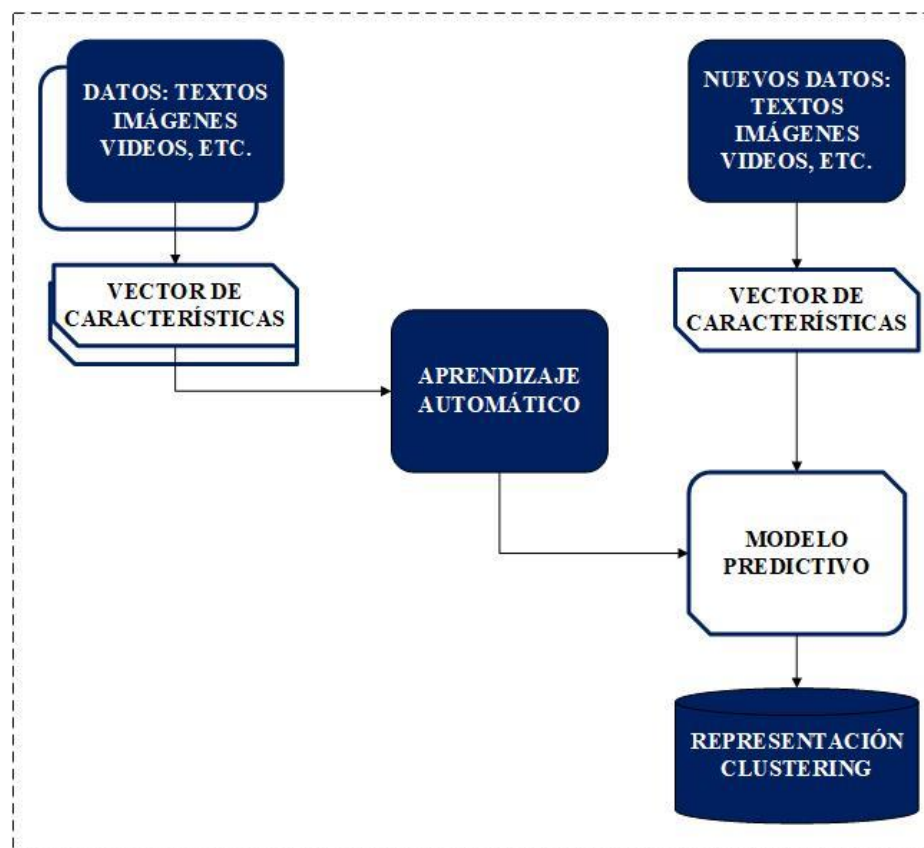 DATOS: TEXTOS
IMÁGENES
VIDEOS, ETC.
NUEVOS DATOS:
TEXTOS
IMÁGENES
VIDEOS, ETC.
VECTOR DE
CARACTERÍSTICAS
VECTOR DE
CARACTERÍSTICAS
APRENDIZAJE
AUTOMÁTICO
MODELO
PREDICTIVO
REPRESENTACIÓN
CLUSTERING